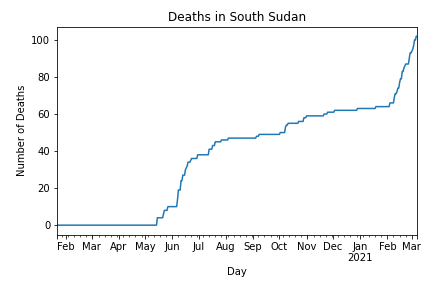 Deaths in South Sudan
100
80
60
40
20
0
Number of Deaths
Feb Mar Apr May Jun Jul Aug Sep Oct Nov Dec Jan Feb Mar
2021
Day